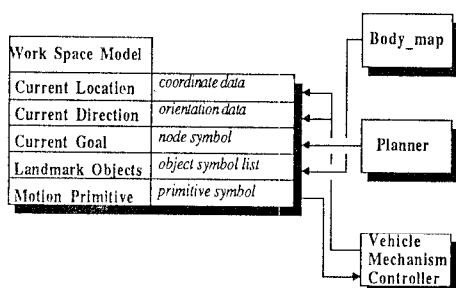 Work Space Model
Current Location coordinate data
Current Direction orientation data
Current Goal node symbol
Landmark Objects object symbol list
Motion Primitive primitive symbol
Body_map
Planner
Vehicle
Mechanism
Controller